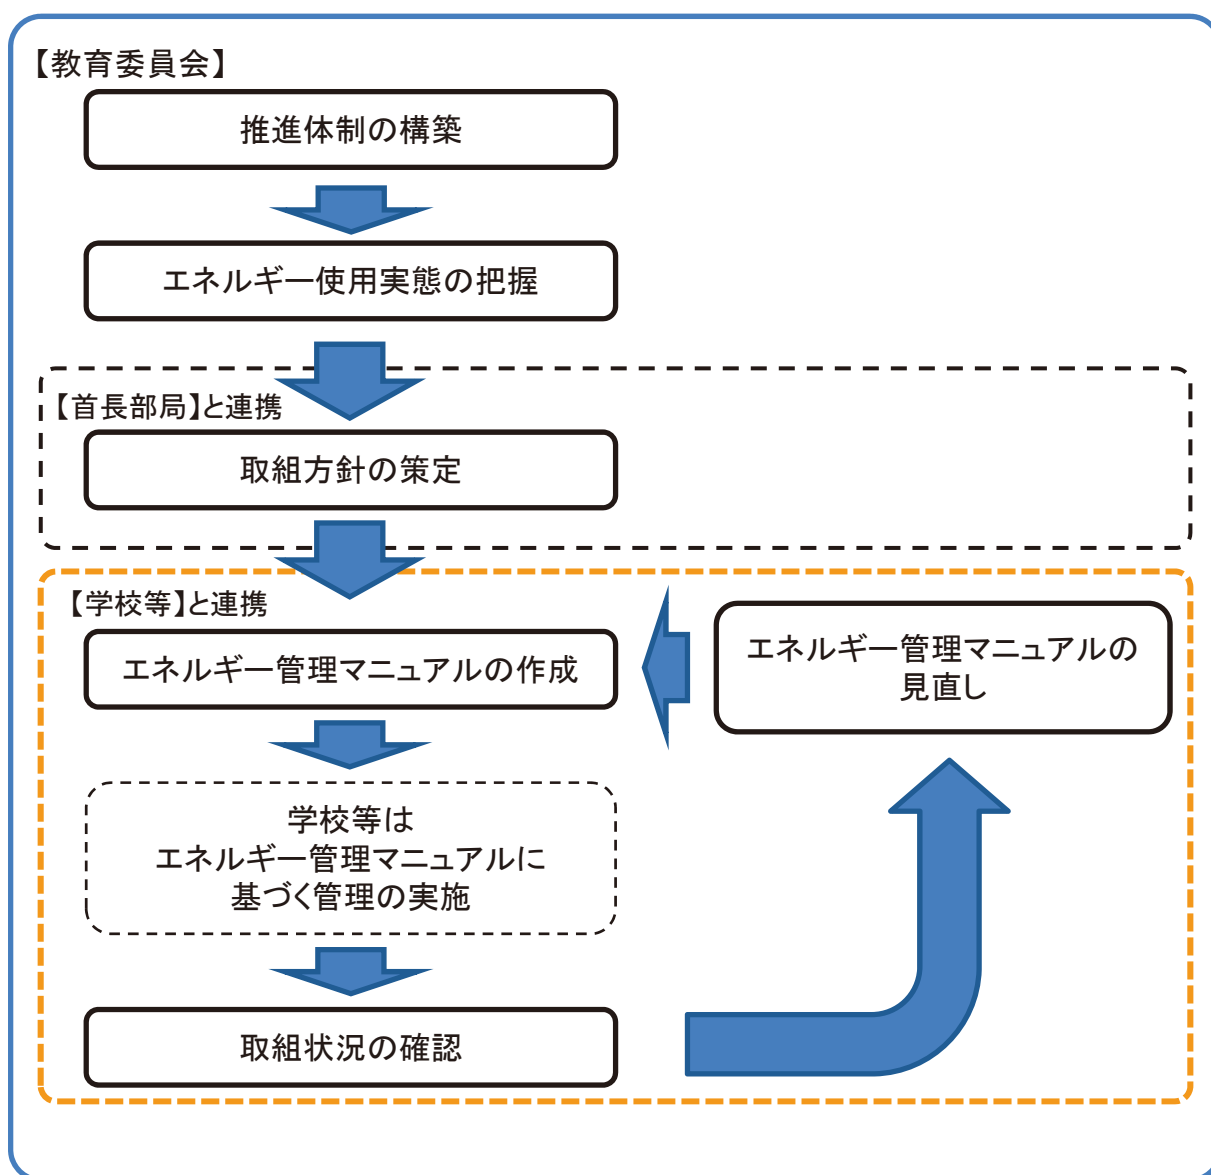 【教育委員会】
推進体制の構築
エネルギー使用実態の把握
【首長部局】と連携
取組方針の策定
【学校等】と連携
エネルギー管理マニュアルの作成
エネルギー管理マニュアルの
見直し
学校等は
エネルギー管理マニュアルに
基づく管理の実施
取組状況の確認